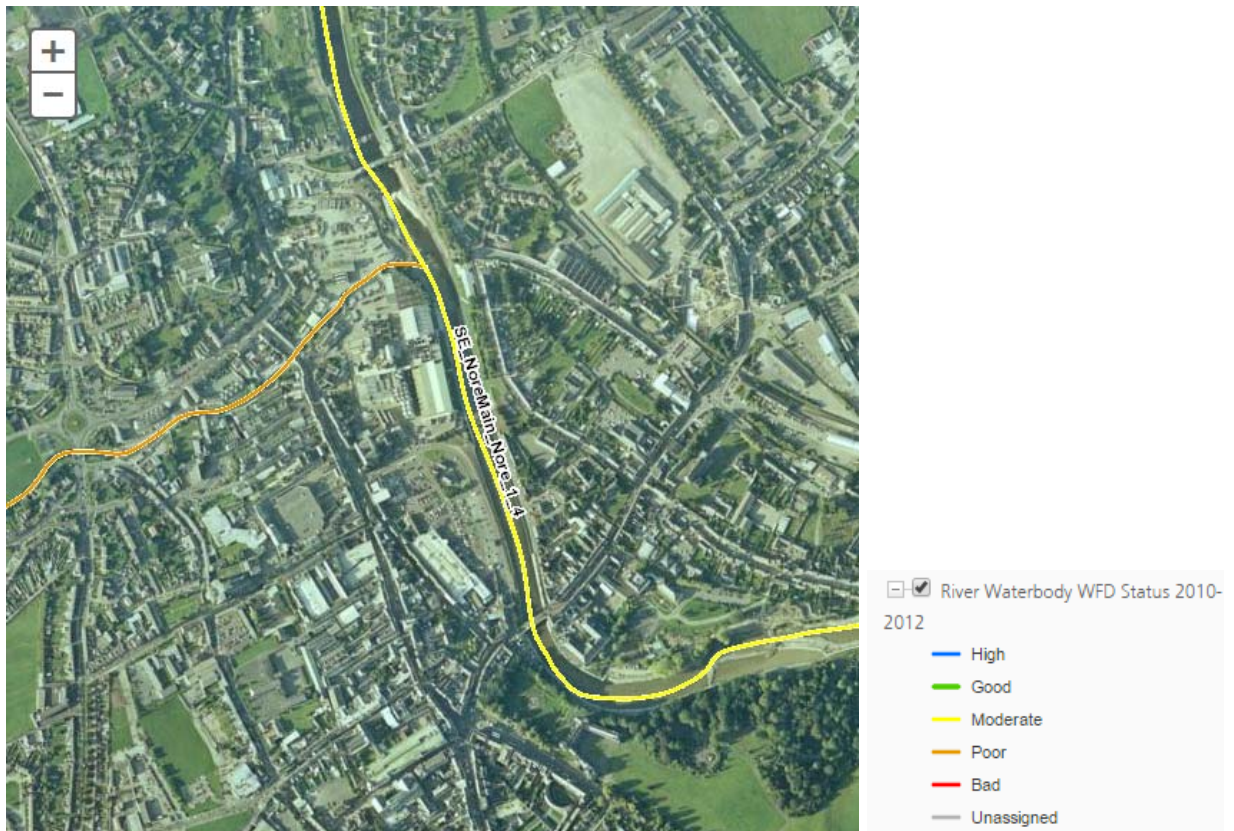 +
−
SE_NoreMain_Nore_1_4
River Waterbody WFD Status 2010-
2012
High
Good
Moderate
Poor
Bad
Unassigned